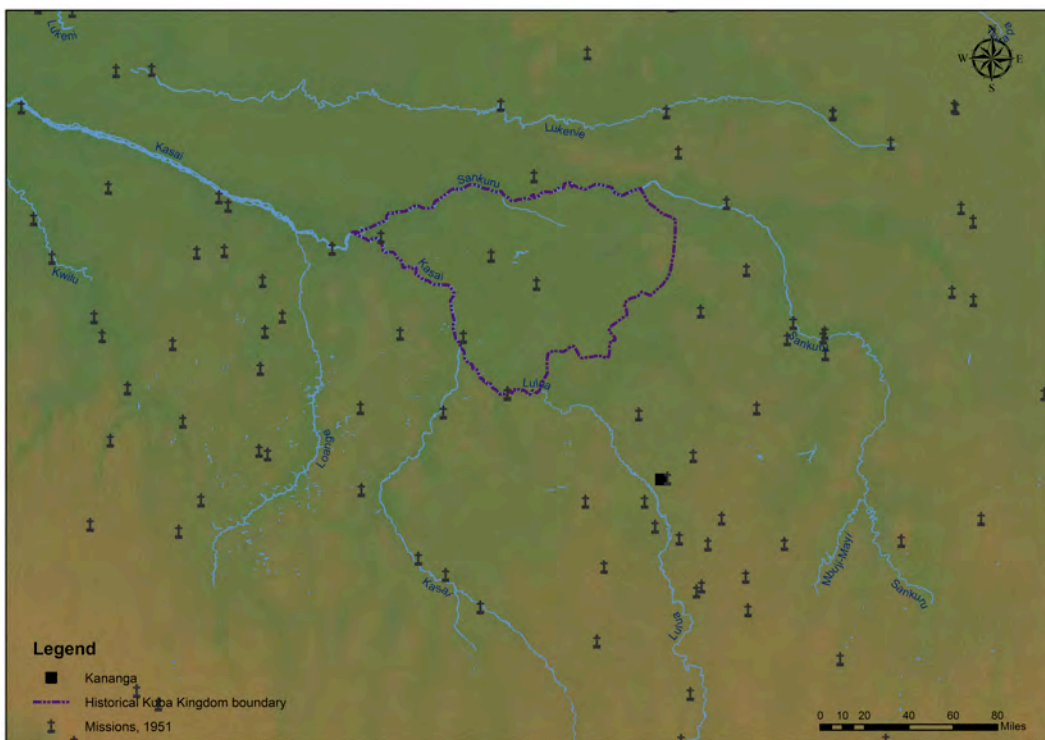 Lukeni
N
W E
S
Kasai
Lukenie
Sankuru
Kasai
Kwilu
Sankuru
Lulua
Loange
Mbuji-Mayi
Sankuru
Kasai
Lulua
Legend
Kananga
Historical Kuba Kingdom boundary
Missions, 1951
0 10 20 40 60 80
Miles